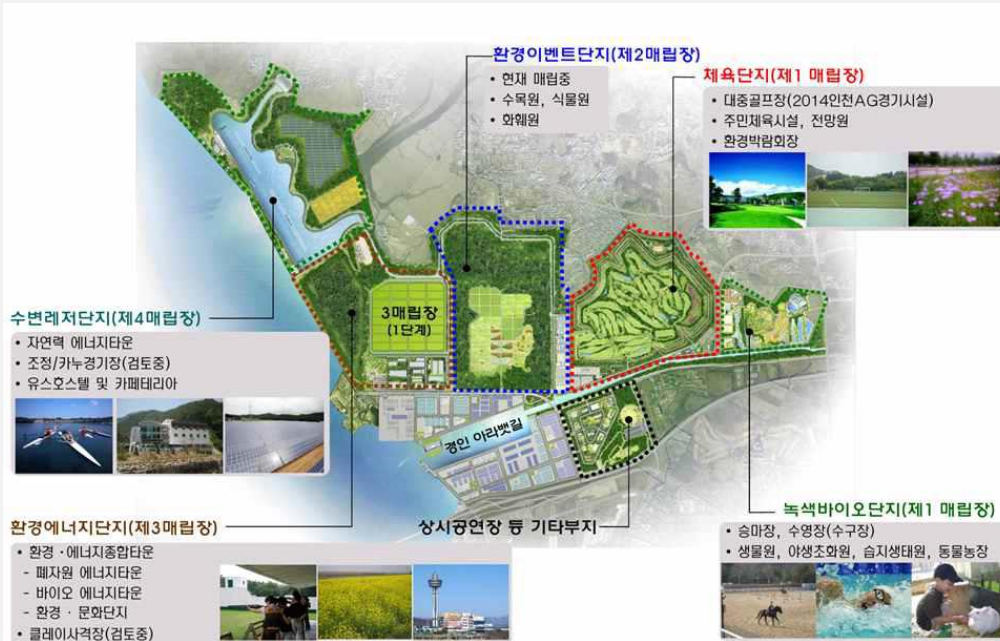 환경이벤트단지(제2매립장)
• 현재 매립중
• 수목원, 식물원
• 화훼원
체육단지(제1 매립장)
• 대중골프장(2014인천AG경기시설)
• 주민체육시설, 전망원
• 환경박람회장
수변레저단지(제4매립장)
• 자연력 에너지타운
• 조정/카누경기장(검토중)
• 유스호스텔 및 카페테리아
3매립장
(1단계)
경인 아라뱃길
환경에너지단지(제3매립장)
• 환경 · 에너지종합타운
- 폐자원 에너지타운
- 바이오 에너지타운
- 환경 · 문화단지
• 클레이사격장(검토중)
상시공연장 등 기타부지
녹색바이오단지(제1 매립장)
• 승마장, 수영장(수구장)
• 생물원, 야생초화원, 습지생태원, 동물농장